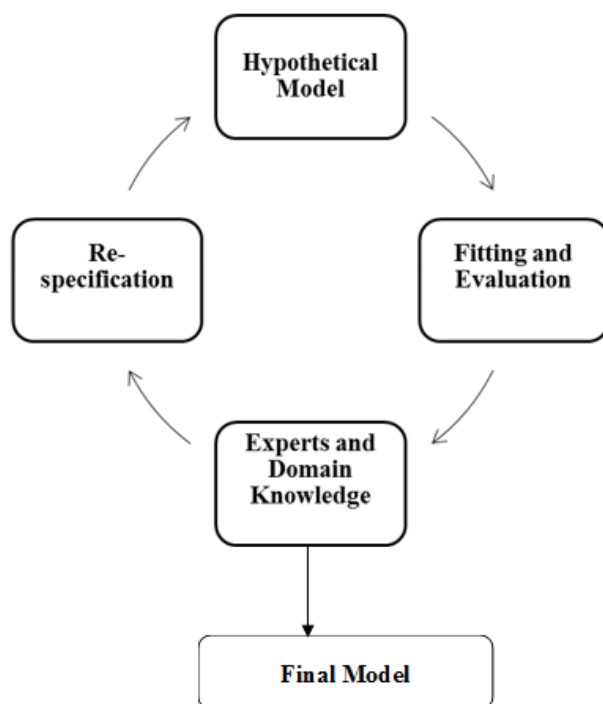 Hypothetical
Model
Re-
specification
Fitting and
Evaluation
Experts and
Domain
Knowledge
Final Model